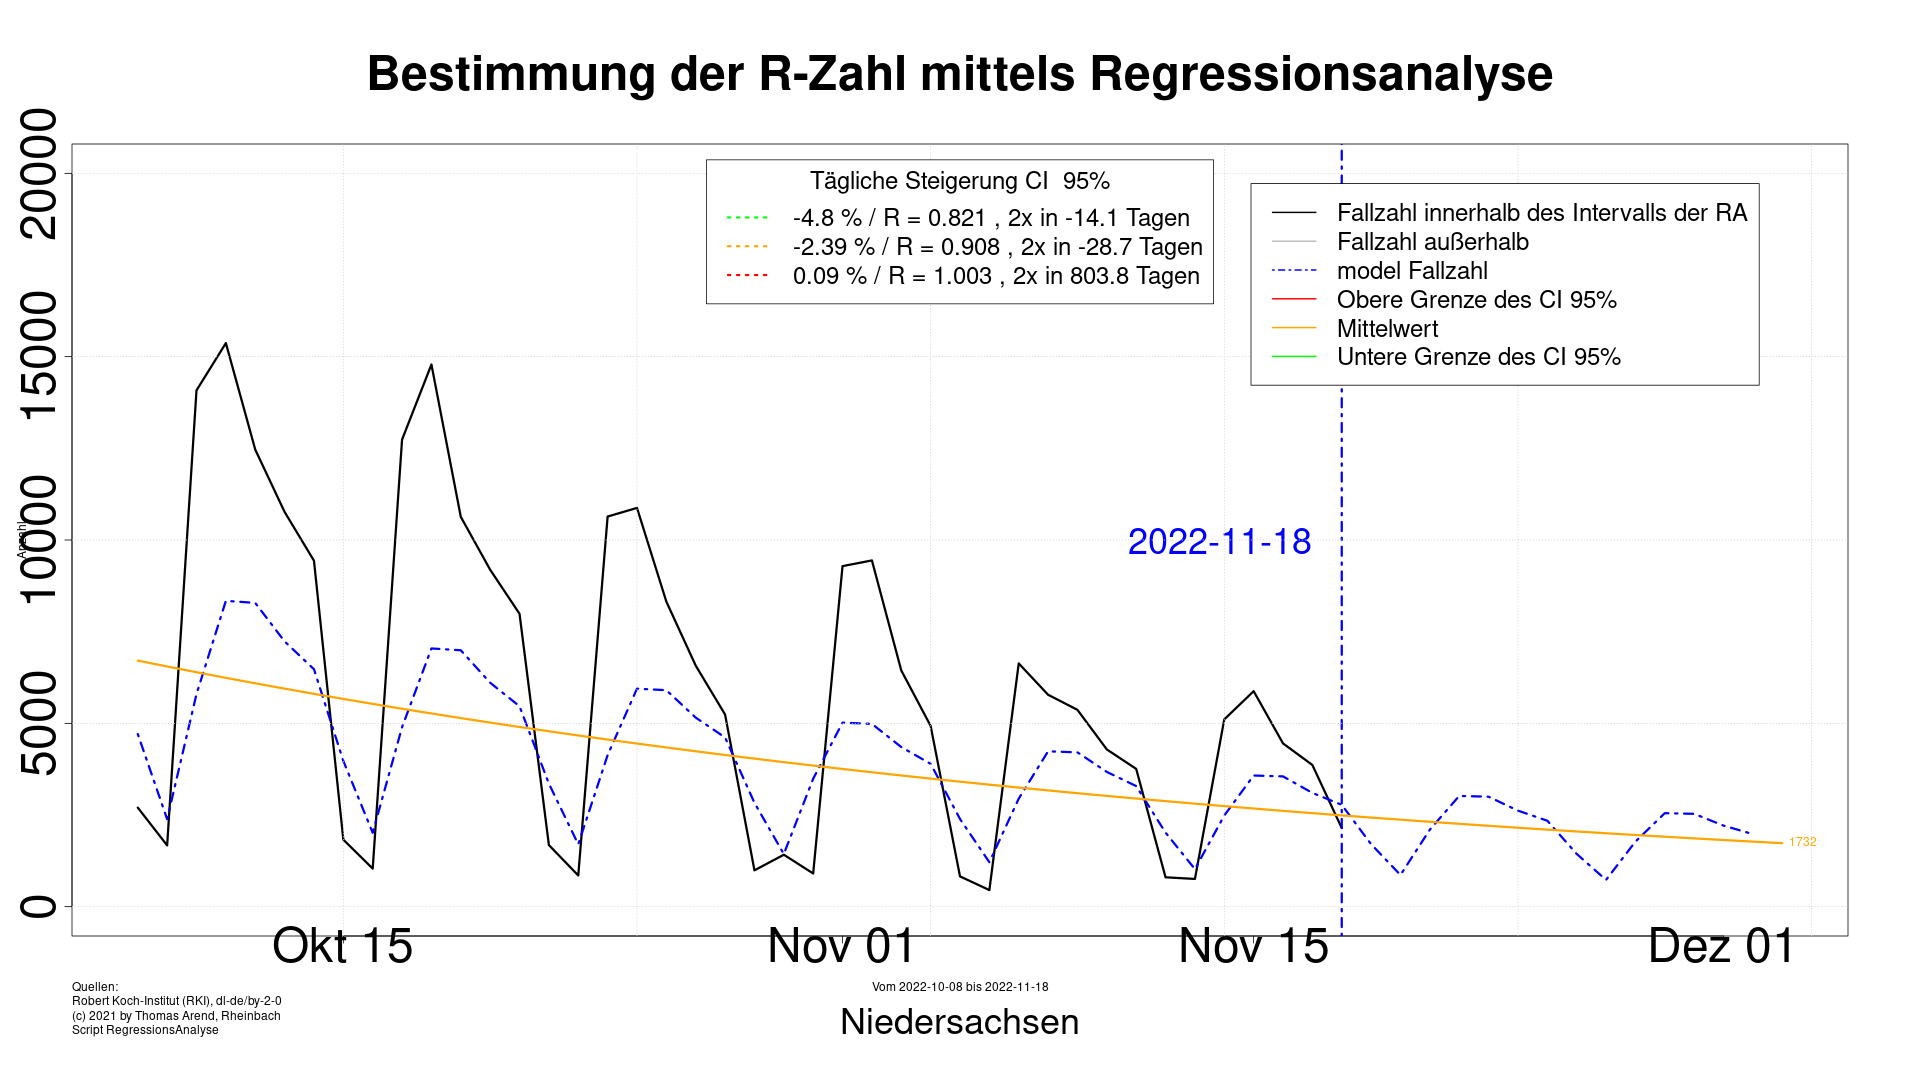 Bestimmung der R-Zahl mittels Regressionsanalyse
20000
15000
10000
5000
0
Anzahl
Tägliche Steigerung CI 95%
-4.8 % / R = 0.821 , 2x in -14.1 Tagen
-2.39 % / R = 0.908 , 2x in -28.7 Tagen
0.09 % / R = 1.003 , 2x in 803.8 Tagen
Fallzahl innerhalb des Intervalls der RA
Fallzahl außerhalb
model Fallzahl
Obere Grenze des CI 95%
Mittelwert
Untere Grenze des CI 95%
2022-11-18
1732
Okt 15 Nov 01 Nov 15 Dez 01
Quellen:
Robert Koch-Institut (RKI), dl-de/by-2-0
(c) 2021 by Thomas Arend, Rheinbach
Script RegressionsAnalyse
Vom 2022-10-08 bis 2022-11-18
Niedersachsen